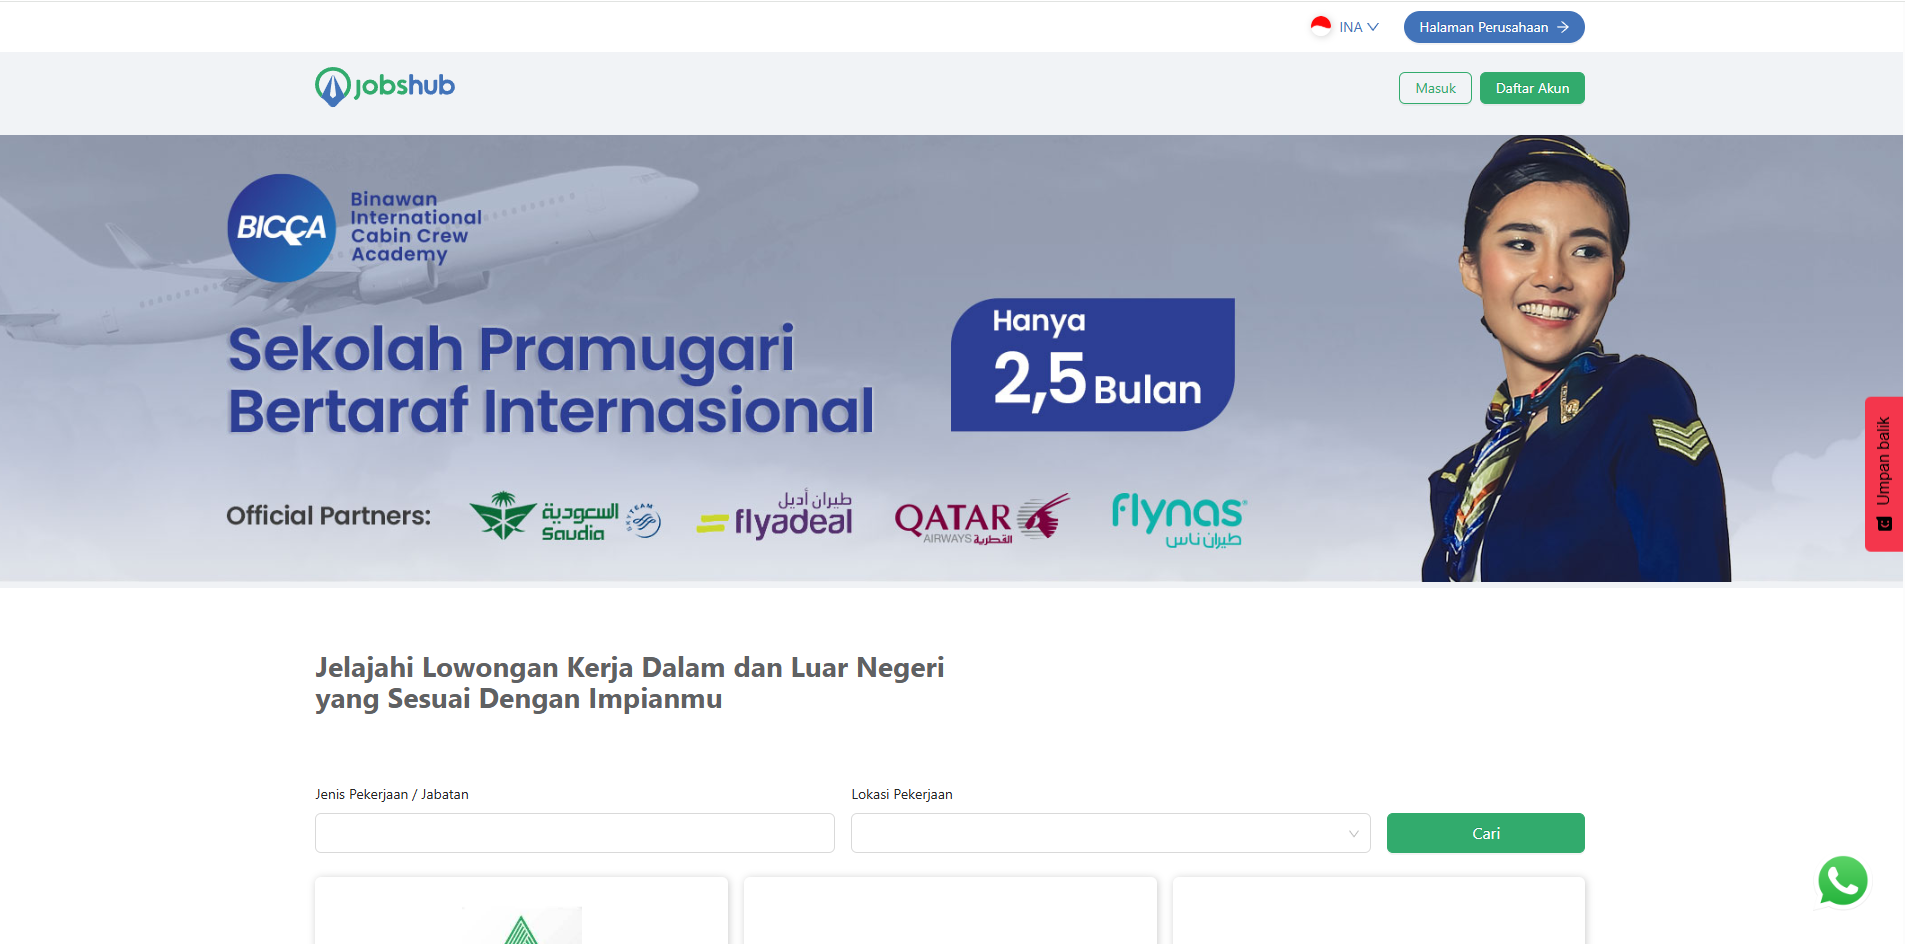 INA
Halaman Perusahaan
jobshub
Masuk
Daftar Akun
BICCA
Binawan
International
Cabin Crew
Academy
Sekolah Pramugari
Bertaraf Internasional
Hanya
2,5 Bulan
Official Partners:
السعودية
Saudia
SKYTEAM
طيران أديل
flyadeal
QATAR
AIRWAYS القطرية
flynas
طيران ناس
Umpan balik
Jelajahi Lowongan Kerja Dalam dan Luar Negeri
yang Sesuai Dengan Impianmu
Jenis Pekerjaan / Jabatan
Lokasi Pekerjaan
Cari